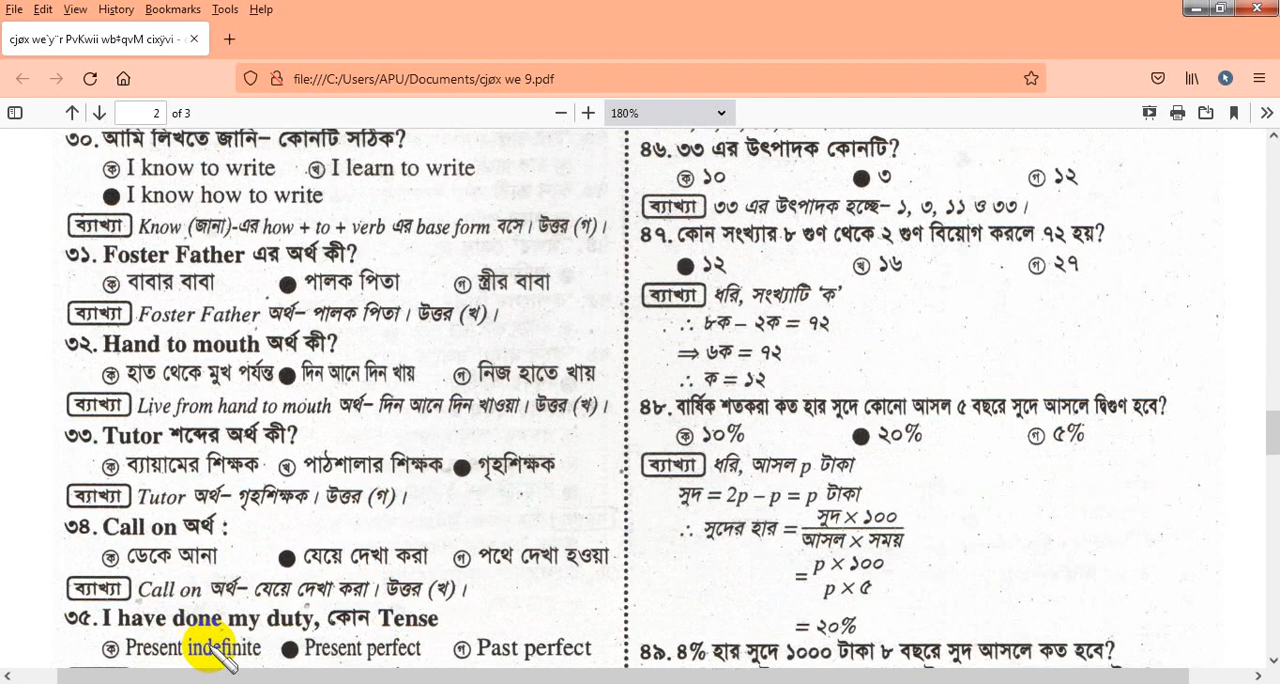 File Edit View History Bookmarks Tools Help
cjøx we`y¨r PvKwii wb‡qvM cixÿvi -
file:///C:/Users/APU/Documents/cjøx we 9.pdf
2 of 3
180%
৩০. আমি লিখতে জানি– কোনটি সঠিক?
ক I know to write খ I learn to write
I know how to write
ব্যাখ্যা Know (জানা)-এর how + to + verb এর base form বসে। উত্তর (গ)।
৩১. Foster Father এর অর্থ কী?
ক বাবার বাবা পালক পিতা গ স্ত্রীর বাবা
ব্যাখ্যা Foster Father অর্থ– পালক পিতা। উত্তর (খ)।
৩২. Hand to mouth অর্থ কী?
ক হাত থেকে মুখ পর্যন্ত দিন আনে দিন খায় গ নিজ হাতে খায়
ব্যাখ্যা Live from hand to mouth অর্থ– দিন আনে দিন খাওয়া। উত্তর (খ)।
৩৩. Tutor শব্দের অর্থ কী?
ক ব্যায়ামের শিক্ষক খ পাঠশালার শিক্ষক গৃহশিক্ষক
ব্যাখ্যা Tutor অর্থ– গৃহশিক্ষক। উত্তর (গ)।
৩৪. Call on অর্থ :
ক ডেকে আনা যেয়ে দেখা করা গ পথে দেখা হওয়া
ব্যাখ্যা Call on অর্থ– যেয়ে দেখা করা। উত্তর (খ)।
৩৫. I have done my duty, কোন Tense
ক Present indefinite Present perfect গ Past perfect
৪৬. ৩৩ এর উৎপাদক কোনটি?
ক ১০ ৩ গ ১২
ব্যাখ্যা ৩৩ এর উৎপাদক হচ্ছে– ১, ৩, ১১ ও ৩৩।
৪৭. কোন সংখ্যার ৮ গুণ থেকে ২ গুণ বিয়োগ করলে ৭২ হয়?
১২ খ ১৬ গ ২৭
ব্যাখ্যা ধরি, সংখ্যাটি ‘ক’
∴ ৮ক – ২ক = ৭২
⇒ ৬ক = ৭২
∴ ক = ১২
৪৮. বার্ষিক শতকরা কত হার সুদে কোনো আসল ৫ বছরে সুদে আসলে দ্বিগুণ হবে?
ক ১০% ২০% গ ৫%
ব্যাখ্যা ধরি, আসল p টাকা
সুদ = 2p – p = p টাকা
∴ সুদের হার = সুদ × ১০০
আসল × সময়
= p × ১০০
p × ৫
= ২০%
৪৯. ৪% হার সুদে ১০০০ টাকা ৮ বছরে সুদ আসলে কত হবে?